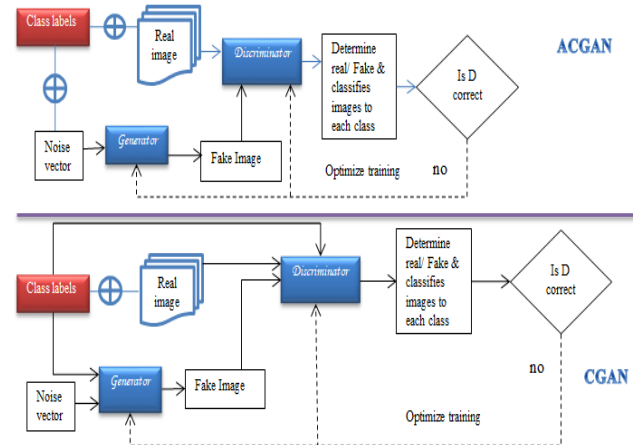 Class labels
Real
image
Discriminator
Determine
real/ Fake &
classifies
images to
each class
Is D
correct
ACGAN
Noise
vector
Generator
Fake Image
Optimize training
no
Class labels
Real
image
Discriminator
Determine
real/ Fake &
classifies
images to
each class
Is D
correct
no
CGAN
Noise
vector
Generator
Fake Image
Optimize training